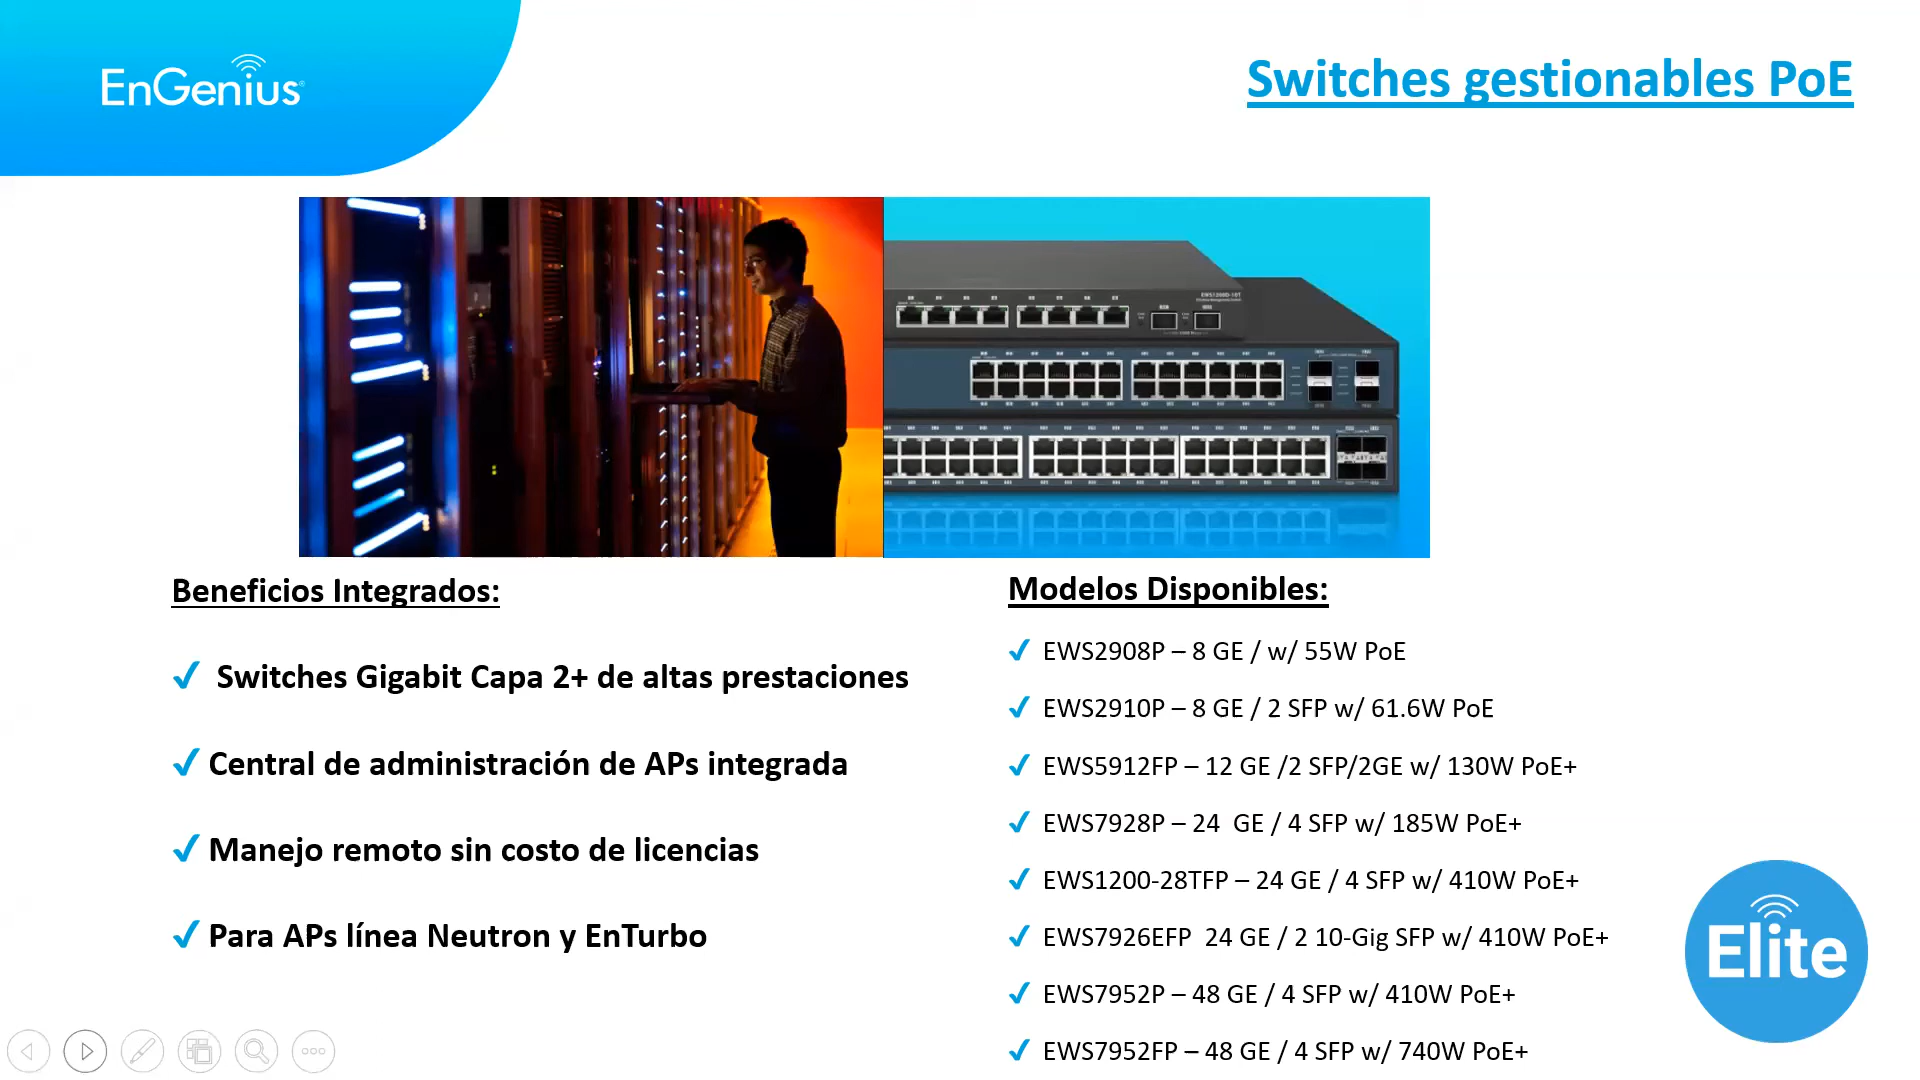 EnGenius
Switches gestionables PoE
EWS1200D-10T
Beneficios Integrados:
✓ Switches Gigabit Capa 2+ de altas prestaciones
✓ Central de administración de APs integrada
✓ Manejo remoto sin costo de licencias
✓ Para APs línea Neutron y EnTurbo
Modelos Disponibles:
✓ EWS2908P – 8 GE / w/ 55W PoE
✓ EWS2910P – 8 GE / 2 SFP w/ 61.6W PoE
✓ EWS5912FP – 12 GE /2 SFP/2GE w/ 130W PoE+
✓ EWS7928P – 24  GE / 4 SFP w/ 185W PoE+
✓ EWS1200-28TFP – 24 GE / 4 SFP w/ 410W PoE+
✓ EWS7926EFP  24 GE / 2 10-Gig SFP w/ 410W PoE+
✓ EWS7952P – 48 GE / 4 SFP w/ 410W PoE+
✓ EWS7952FP – 48 GE / 4 SFP w/ 740W PoE+
Elite